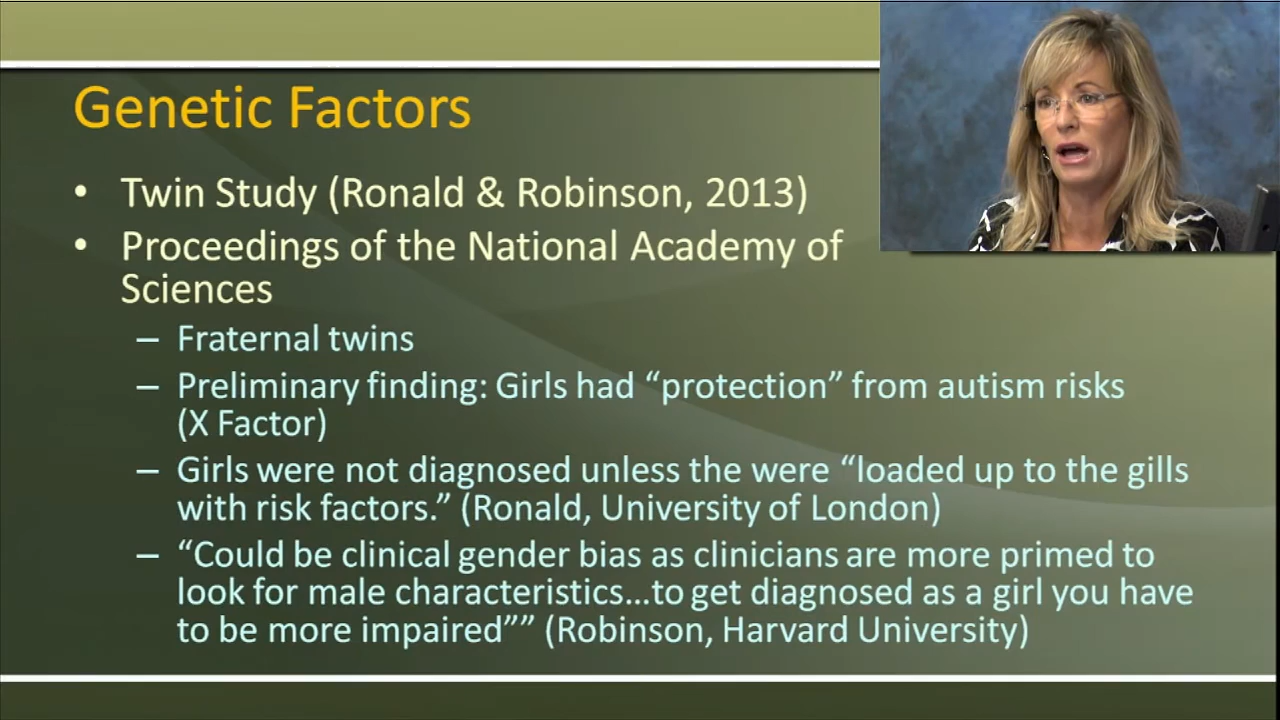 Genetic Factors
• Twin Study (Ronald & Robinson, 2013)
• Proceedings of the National Academy of
Sciences
– Fraternal twins
– Preliminary finding: Girls had “protection” from autism risks
(X Factor)
– Girls were not diagnosed unless the were “loaded up to the gills
with risk factors.” (Ronald, University of London)
– “Could be clinical gender bias as clinicians are more primed to
look for male characteristics…to get diagnosed as a girl you have
to be more impaired”” (Robinson, Harvard University)